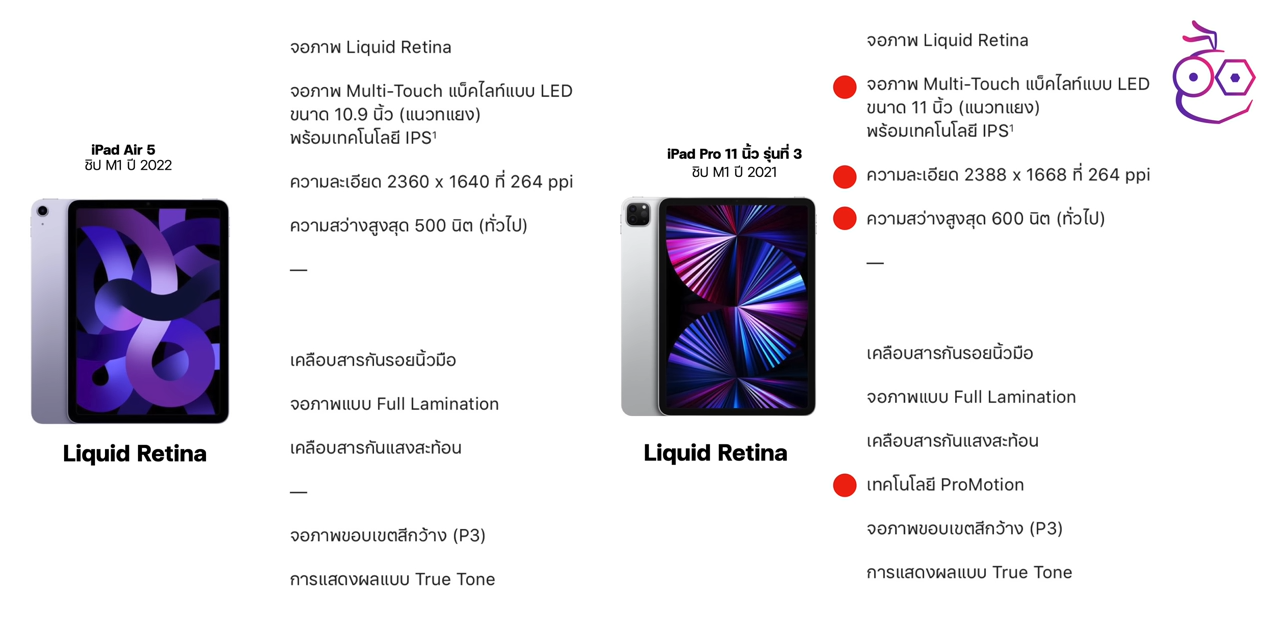 iPad Air 5
ชิป M1 ปี 2022
Liquid Retina
จอภาพ Liquid Retina
จอภาพ Multi-Touch แบ็คไลท์แบบ LED
ขนาด 10.9 นิ้ว (แนวทแยง)
พร้อมเทคโนโลยี IPS¹
ความละเอียด 2360 x 1640 ที่ 264 ppi
ความสว่างสูงสุด 500 นิต (ทั่วไป)
—
เคลือบสารกันรอยนิ้วมือ
จอภาพแบบ Full Lamination
เคลือบสารกันแสงสะท้อน
—
จอภาพขอบเขตสีกว้าง (P3)
การแสดงผลแบบ True Tone
iPad Pro 11 นิ้ว รุ่นที่ 3
ชิป M1 ปี 2021
Liquid Retina
จอภาพ Liquid Retina
จอภาพ Multi-Touch แบ็คไลท์แบบ LED
ขนาด 11 นิ้ว (แนวทแยง)
พร้อมเทคโนโลยี IPS¹
ความละเอียด 2388 x 1668 ที่ 264 ppi
ความสว่างสูงสุด 600 นิต (ทั่วไป)
—
เคลือบสารกันรอยนิ้วมือ
จอภาพแบบ Full Lamination
เคลือบสารกันแสงสะท้อน
เทคโนโลยี ProMotion
จอภาพขอบเขตสีกว้าง (P3)
การแสดงผลแบบ True Tone